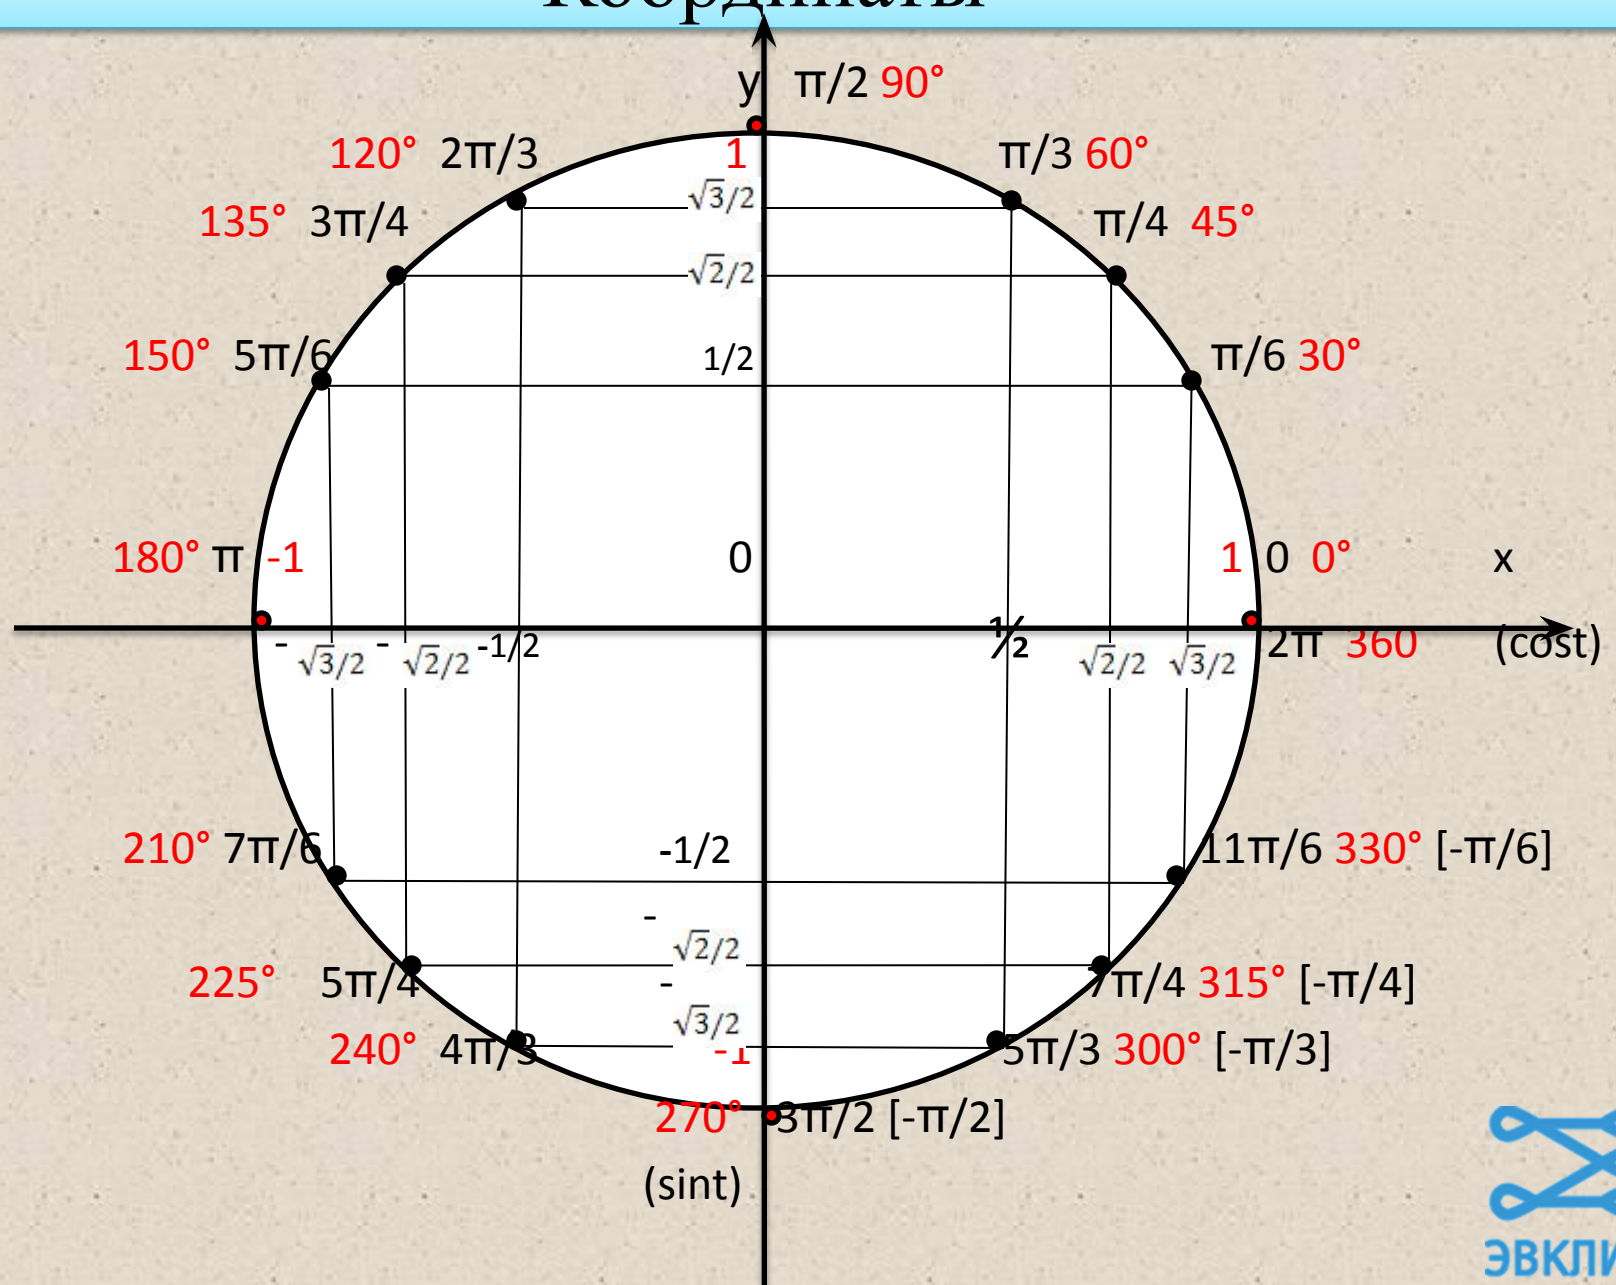 Координаты
y π/2 90°
120° 2π/3 1 π/3 60°
√3/2
135° 3π/4 π/4 45°
√2/2
150° 5π/6 1/2 π/6 30°
180° π -1 0 1 0 0° x
- √3/2 - √2/2 -1/2 ½ √2/2 √3/2 2π 360 (cost)
210° 7π/6 -1/2 11π/6 330° [-π/6]
- √2/2
225° 5π/4 7π/4 315° [-π/4]
- √3/2
240° 4π/3 -1 5π/3 300° [-π/3]
270° 3π/2 [-π/2]
(sint)